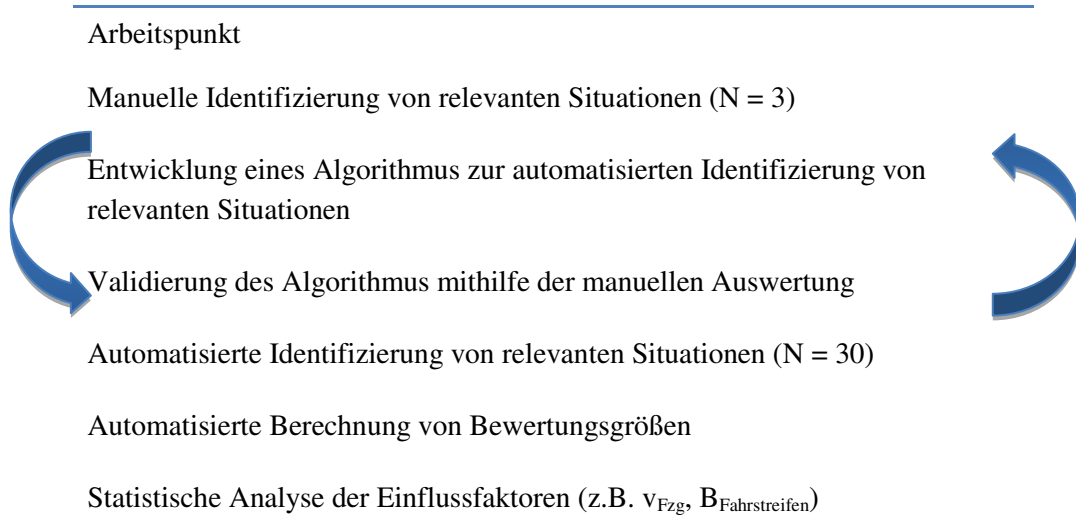 Arbeitspunkt
Manuelle Identifizierung von relevanten Situationen (N = 3)
Entwicklung eines Algorithmus zur automatisierten Identifizierung von
relevanten Situationen
Validierung des Algorithmus mithilfe der manuellen Auswertung
Automatisierte Identifizierung von relevanten Situationen (N = 30)
Automatisierte Berechnung von Bewertungsgrößen
Statistische Analyse der Einflussfaktoren (z.B. vFzg, BFahrstreifen)